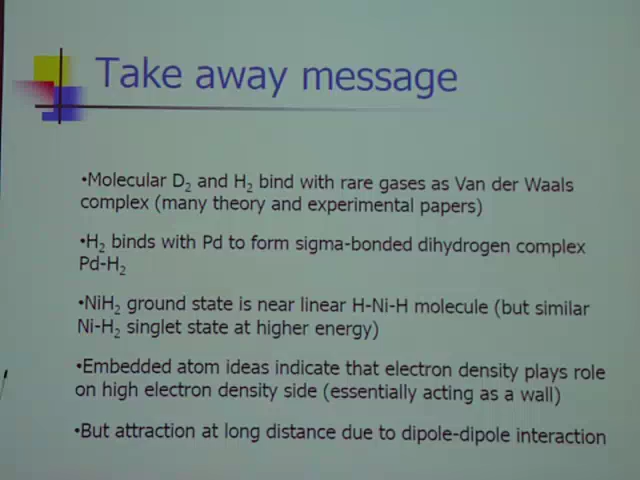 Take away message
•Molecular D₂ and H₂ bind with rare gases as Van der Waals
complex (many theory and experimental papers)
•H₂ binds with Pd to form sigma-bonded dihydrogen complex
Pd-H₂
•NiH₂ ground state is near linear H-Ni-H molecule (but similar
Ni-H₂ singlet state at higher energy)
•Embedded atom ideas indicate that electron density plays role
on high electron density side (essentially acting as a wall)
•But attraction at long distance due to dipole-dipole interaction